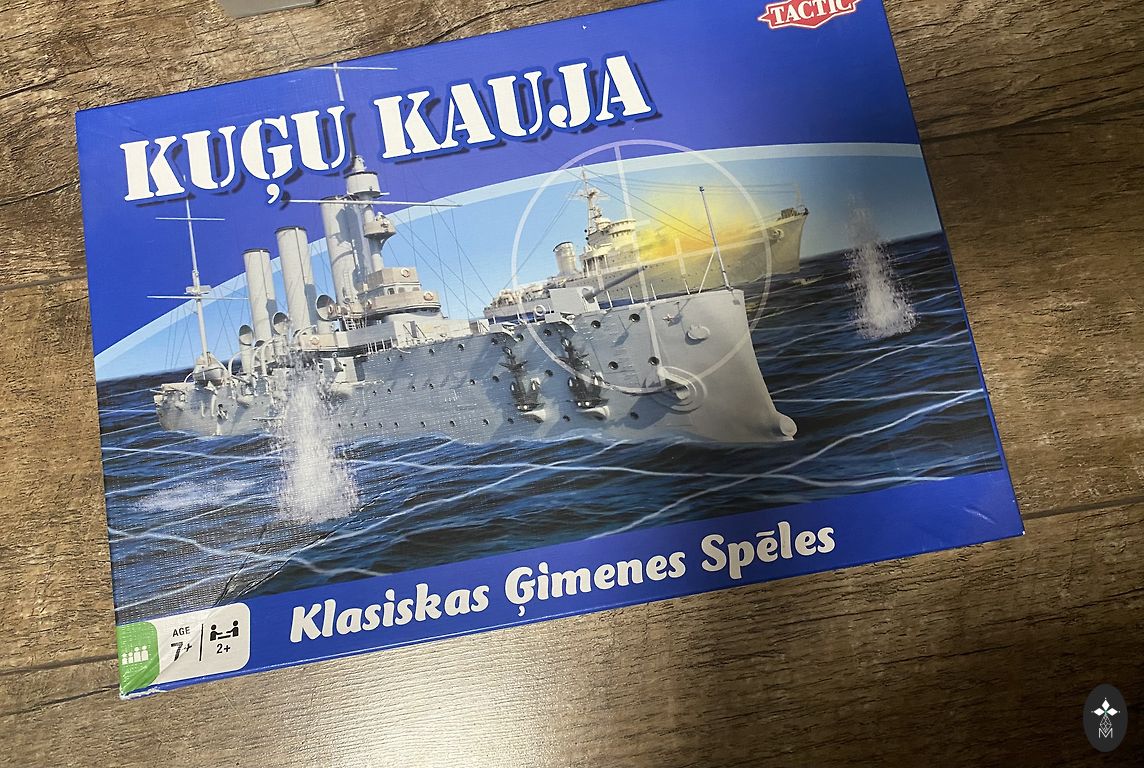 TACTIC
KUĢU KAUJA
Klasiskas Ģimenes Spēles
AGE
7+
2+
M